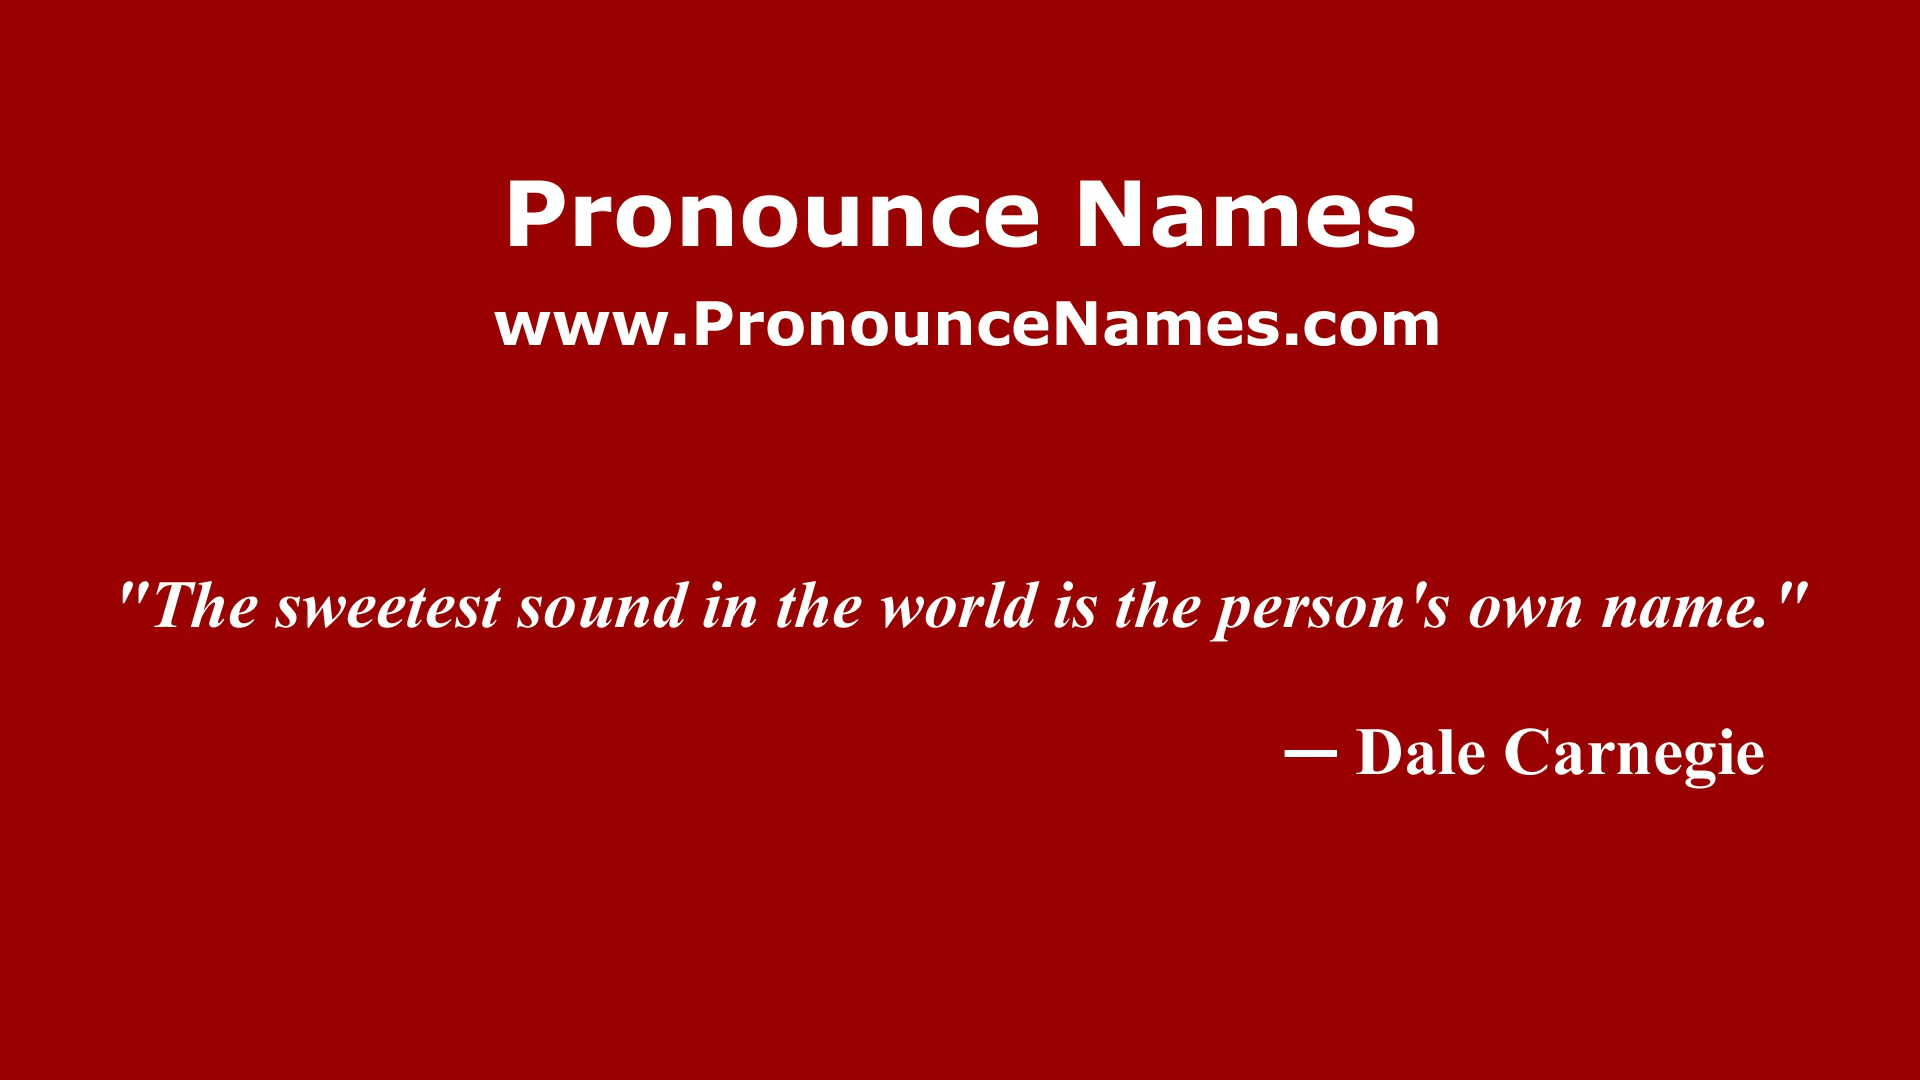 Pronounce Names
www.PronounceNames.com
"The sweetest sound in the world is the person's own name."
— Dale Carnegie